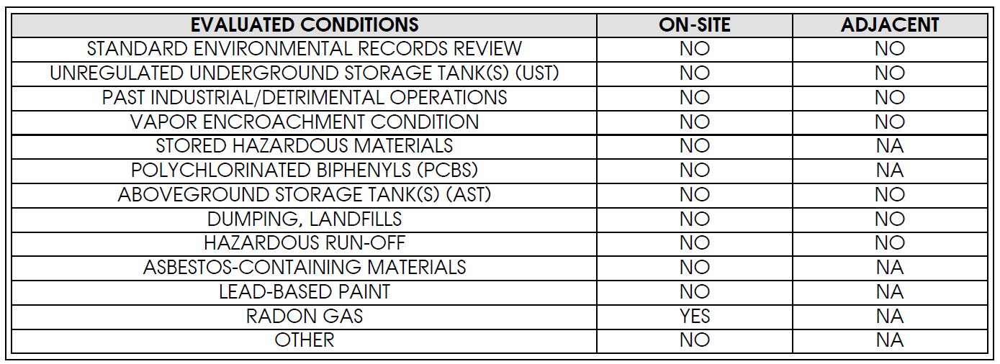 EVALUATED CONDITIONS ON-SITE ADJACENT
STANDARD ENVIRONMENTAL RECORDS REVIEW NO NO
UNREGULATED UNDERGROUND STORAGE TANK(S) (UST) NO NO
PAST INDUSTRIAL/DETRIMENTAL OPERATIONS NO NO
VAPOR ENCROACHMENT CONDITION NO NO
STORED HAZARDOUS MATERIALS NO NA
POLYCHLORINATED BIPHENYLS (PCBS) NO NA
ABOVEGROUND STORAGE TANK(S) (AST) NO NO
DUMPING, LANDFILLS NO NO
HAZARDOUS RUN-OFF NO NO
ASBESTOS-CONTAINING MATERIALS NO NA
LEAD-BASED PAINT NO NA
RADON GAS YES NA
OTHER NO NA